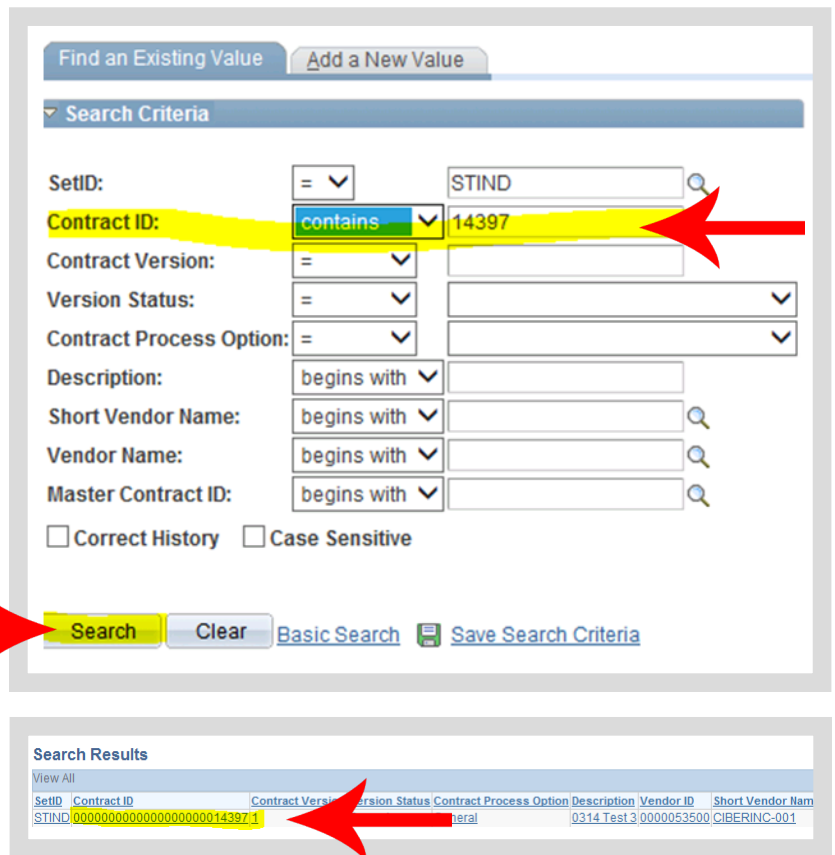 Find an Existing Value Add a New Value
Search Criteria
SetID: = STIND
Contract ID: contains 14397
Contract Version: =
Version Status: =
Contract Process Option: =
Description: begins with
Short Vendor Name: begins with
Vendor Name: begins with
Master Contract ID: begins with
Correct History Case Sensitive
Search Clear Basic Search Save Search Criteria
Search Results
View All
SetID Contract ID Contract Version Version Status Contract Process Option Description Vendor ID Short Vendor Nam
STIND 0000000000000000000014397 1 0314 Test 3 0000053500 CIBERINC-001